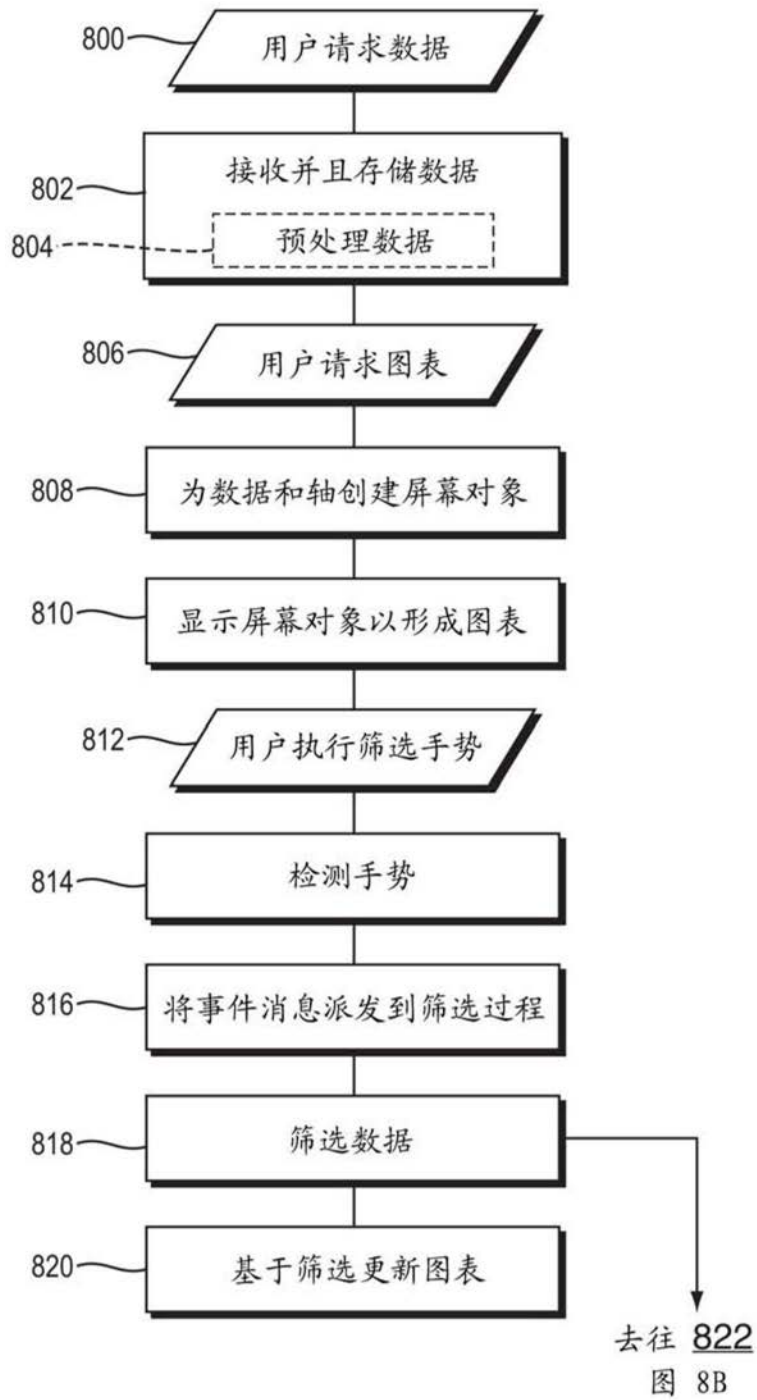 800
用户请求数据
802
接收并且存储数据
804
预处理数据
806
用户请求图表
808
为数据和轴创建屏幕对象
810
显示屏幕对象以形成图表
812
用户执行筛选手势
814
检测手势
816
将事件消息派发到筛选过程
818
筛选数据
820
基于筛选更新图表
去往 822
图 8B